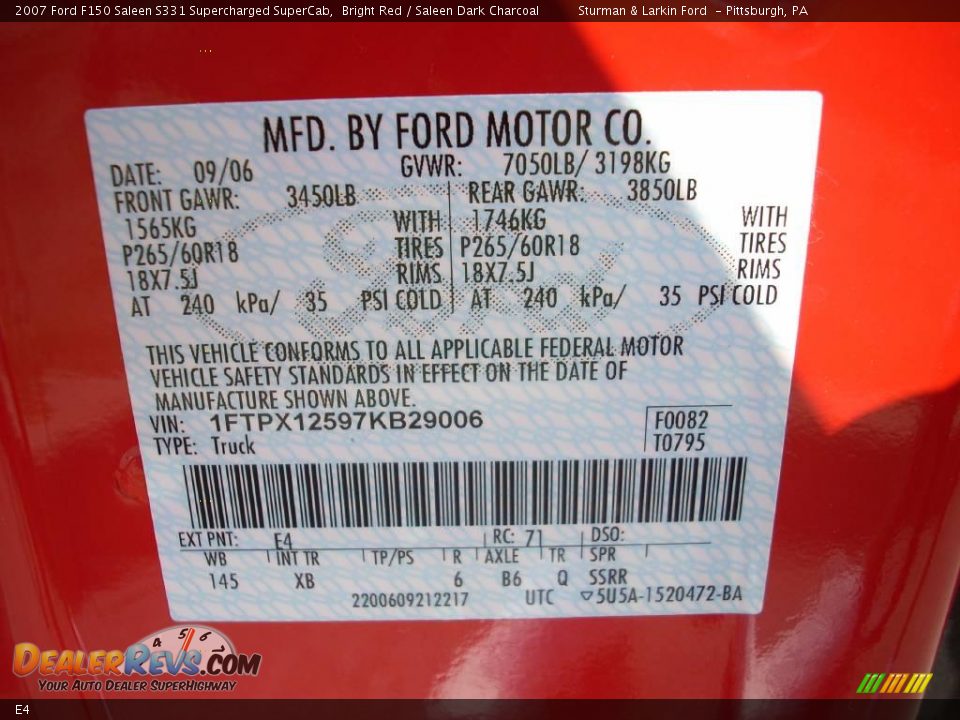 2007 Ford F150 Saleen S331 Supercharged SuperCab, Bright Red / Saleen Dark Charcoal Sturman & Larkin Ford - Pittsburgh, PA
MFD. BY FORD MOTOR CO.
DATE: 09/06 GVWR: 7050LB/ 3198KG
FRONT GAWR: 3450LB REAR GAWR: 3850LB
1565KG WITH 1746KG WITH
P265/60R18 TIRES P265/60R18 TIRES
18X7.5J RIMS 18X7.5J RIMS
AT 240 kPa/ 35 PSI COLD AT 240 kPa/ 35 PSI COLD
THIS VEHICLE CONFORMS TO ALL APPLICABLE FEDERAL MOTOR
VEHICLE SAFETY STANDARDS IN EFFECT ON THE DATE OF
MANUFACTURE SHOWN ABOVE.
VIN: 1FTPX12597KB29006 F0082
TYPE: Truck T0795
EXT PNT: E4 RC: 71 DSO:
WB INT TR TP/PS R AXLE TR SPR
145 XB 6 B6 Q SSRR
2200609212217 UTC ▽5U5A-1520472-BA
4 5 6
DEALERREVS.COM
YOUR AUTO DEALER SUPERHIGHWAY
E4